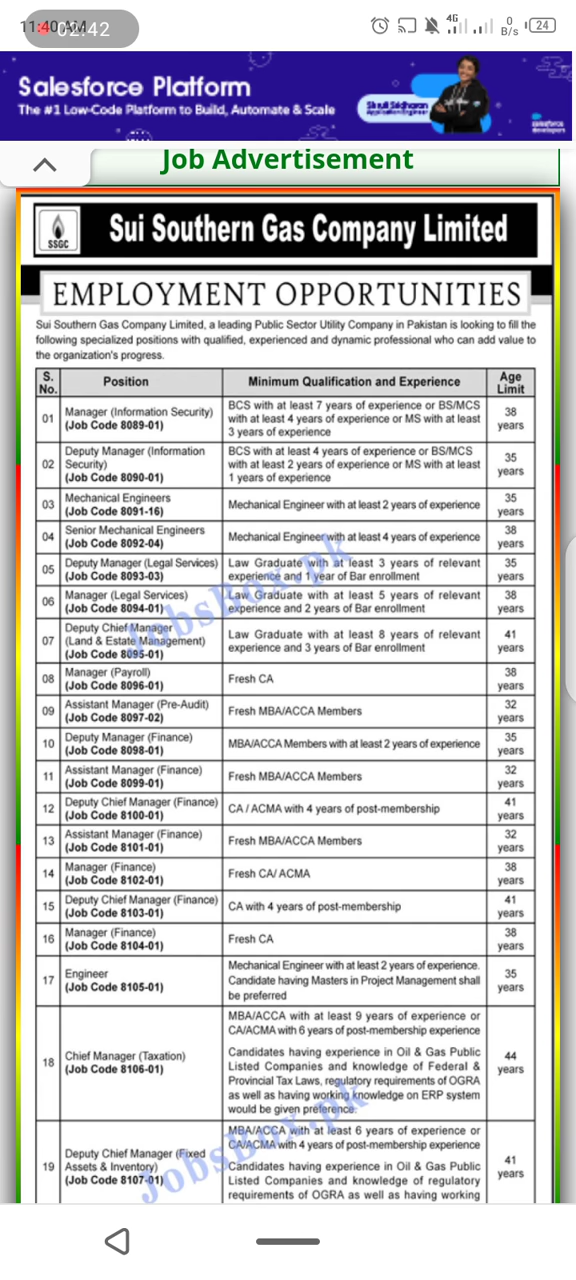 11:40 AM
02:42
4G
0 B/s
24
Salesforce Platform
The #1 Low-Code Platform to Build, Automate & Scale
Shruti Sridharan
Application Engineer
salesforce
developers
Job Advertisement
SSGC
Sui Southern Gas Company Limited
EMPLOYMENT OPPORTUNITIES
Sui Southern Gas Company Limited, a leading Public Sector Utility Company in Pakistan is looking to fill the
following specialized positions with qualified, experienced and dynamic professional who can add value to
the organization's progress.
S. No. Position Minimum Qualification and Experience Age Limit
01 Manager (Information Security) (Job Code 8089-01) BCS with at least 7 years of experience or BS/MCS with at least 4 years of experience or MS with at least 3 years of experience 38 years
02 Deputy Manager (Information Security) (Job Code 8090-01) BCS with at least 4 years of experience or BS/MCS with at least 2 years of experience or MS with at least 1 years of experience 35 years
03 Mechanical Engineers (Job Code 8091-16) Mechanical Engineer with at least 2 years of experience 35 years
04 Senior Mechanical Engineers (Job Code 8092-04) Mechanical Engineer with at least 4 years of experience 38 years
05 Deputy Manager (Legal Services) (Job Code 8093-03) Law Graduate with at least 3 years of relevant experience and 1 year of Bar enrollment 35 years
06 Manager (Legal Services) (Job Code 8094-01) Law Graduate with at least 5 years of relevant experience and 2 years of Bar enrollment 38 years
07 Deputy Chief Manager (Land & Estate Management) (Job Code 8095-01) Law Graduate with at least 8 years of relevant experience and 3 years of Bar enrollment 41 years
08 Manager (Payroll) (Job Code 8096-01) Fresh CA 38 years
09 Assistant Manager (Pre-Audit) (Job Code 8097-02) Fresh MBA/ACCA Members 32 years
10 Deputy Manager (Finance) (Job Code 8098-01) MBA/ACCA Members with at least 2 years of experience 35 years
11 Assistant Manager (Finance) (Job Code 8099-01) Fresh MBA/ACCA Members 32 years
12 Deputy Chief Manager (Finance) (Job Code 8100-01) CA / ACMA with 4 years of post-membership 41 years
13 Assistant Manager (Finance) (Job Code 8101-01) Fresh MBA/ACCA Members 32 years
14 Manager (Finance) (Job Code 8102-01) Fresh CA/ ACMA 38 years
15 Deputy Chief Manager (Finance) (Job Code 8103-01) CA with 4 years of post-membership 41 years
16 Manager (Finance) (Job Code 8104-01) Fresh CA 38 years
17 Engineer (Job Code 8105-01) Mechanical Engineer with at least 2 years of experience. Candidate having Masters in Project Management shall be preferred 35 years
18 Chief Manager (Taxation) (Job Code 8106-01) MBA/ACCA with at least 9 years of experience or CA/ACMA with 6 years of post-membership experience
Candidates having experience in Oil & Gas Public Listed Companies and knowledge of Federal & Provincial Tax Laws, regulatory requirements of OGRA as well as having working knowledge on ERP system would be given preference. 44 years
19 Deputy Chief Manager (Fixed Assets & Inventory) (Job Code 8107-01) MBA/ACCA with at least 6 years of experience or CA/ACMA with 4 years of post-membership experience
Candidates having experience in Oil & Gas Public Listed Companies and knowledge of regulatory requirements of OGRA as well as having working 41 years
JobsBox.pk
JobsBox.pk